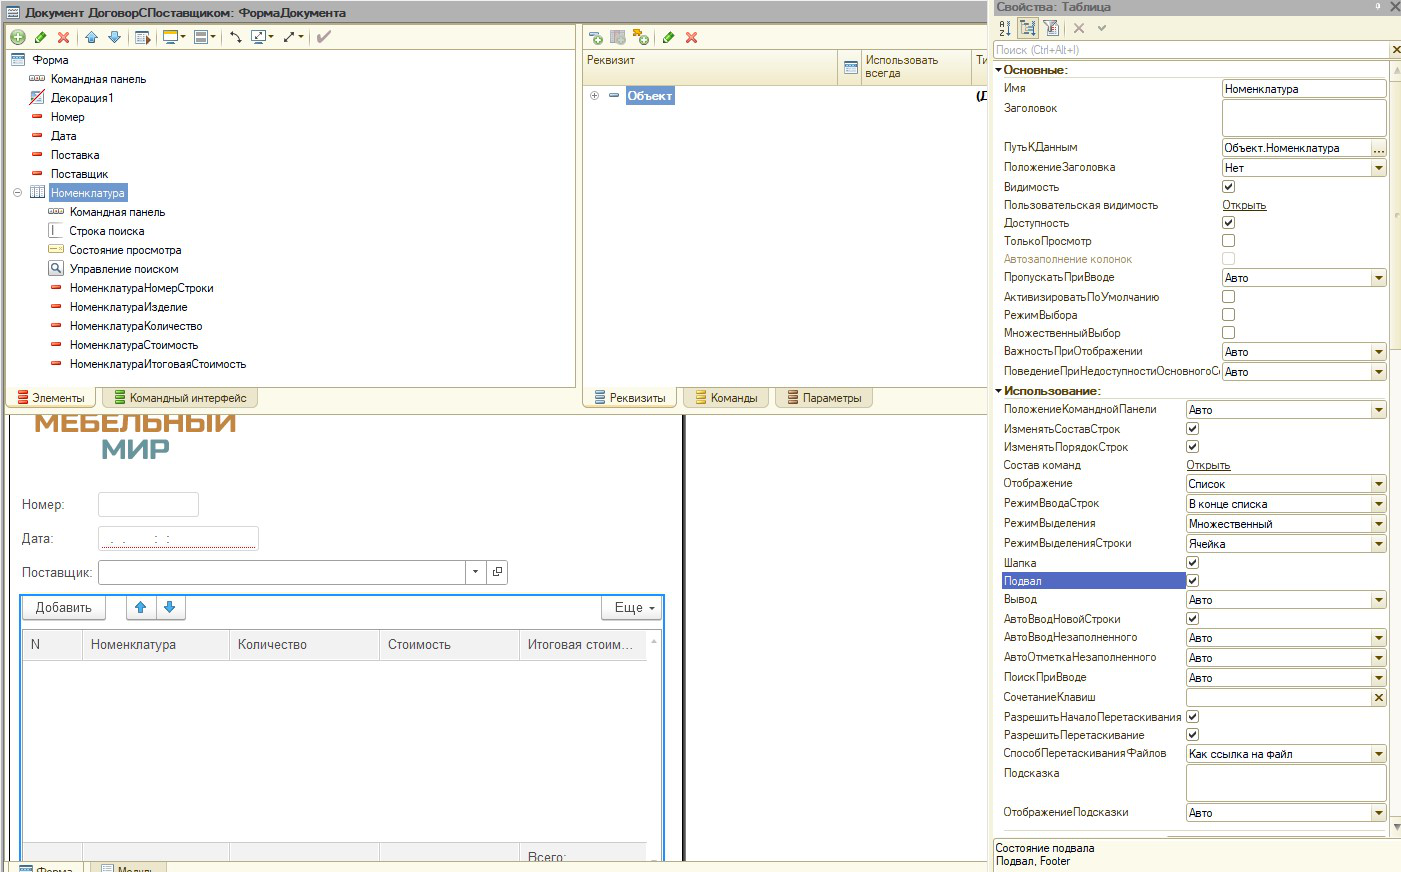 Документ ДоговорСПоставщиком: ФормаДокумента
Форма
Командная панель
Декорация1
Номер
Дата
Поставка
Поставщик
Номенклатура
Командная панель
Строка поиска
Состояние просмотра
Управление поиском
НоменклатураНомерСтроки
НоменклатураИзделие
НоменклатураКоличество
НоменклатураСтоимость
НоменклатураИтоговаяСтоимость
Элементы
Командный интерфейс
Реквизит
Использовать
всегда
Ти
Объект
(Д
Реквизиты
Команды
Параметры
МЕБЕЛЬНЫЙ
МИР
Номер:
Дата:
. . : :
Поставщик:
Добавить
Еще
N
Номенклатура
Количество
Стоимость
Итоговая стоим...
Всего:
Форма
Модуль
Свойства: Таблица
Поиск (Ctrl+Alt+I)
Основные:
Имя
Номенклатура
Заголовок
ПутьКДанным
Объект.Номенклатура
...
ПоложениеЗаголовка
Нет
Видимость
Пользовательская видимость
Открыть
Доступность
ТолькоПросмотр
Автозаполнение колонок
ПропускатьПриВводе
Авто
АктивизироватьПоУмолчанию
РежимВыбора
МножественныйВыбор
ВажностьПриОтображении
Авто
ПоведениеПриНедоступностиОсновногоСо
Авто
Использование:
ПоложениеКоманднойПанели
Авто
ИзменятьСоставСтрок
ИзменятьПорядокСтрок
Состав команд
Открыть
Отображение
Список
РежимВводаСтрок
В конце списка
РежимВыделения
Множественный
РежимВыделенияСтроки
Ячейка
Шапка
Подвал
Вывод
Авто
АвтоВводНовойСтроки
АвтоВводНезаполненного
Авто
АвтоОтметкаНезаполненного
Авто
ПоискПриВводе
Авто
СочетаниеКлавиш
РазрешитьНачалоПеретаскивания
РазрешитьПеретаскивание
СпособПеретаскиванияФайлов
Как ссылка на файл
Подсказка
ОтображениеПодсказки
Авто
Состояние подвала
Подвал, Footer